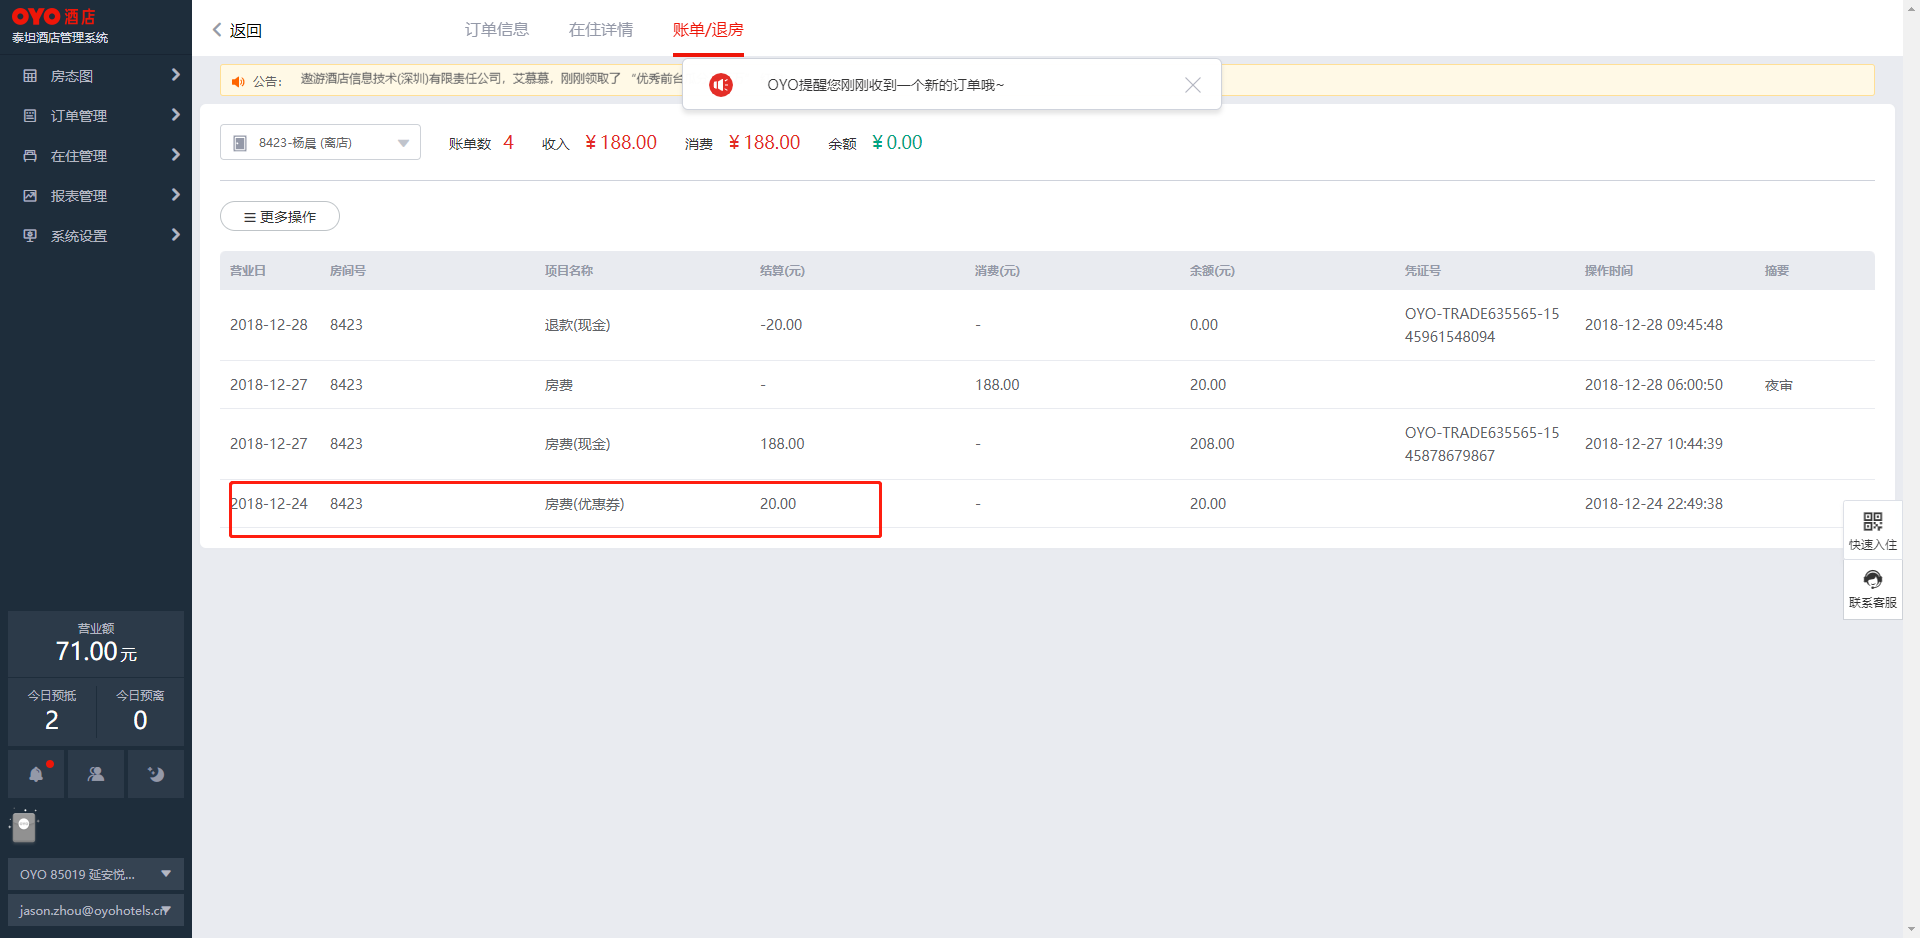 OYO 酒店
泰坦酒店管理系统
房态图
订单管理
在住管理
报表管理
系统设置
营业额
71.00元
今日预抵 今日预离
2 0
OYO 85019 延安悦...
jason.zhou@oyohotels.cn
返回 订单信息 在住详情 账单/退房
公告： 遨游酒店信息技术(深圳)有限责任公司，艾慕慕，刚刚领取了 “优秀前台
OYO提醒您刚刚收到一个新的订单哦~
8423-杨晨 (离店) 账单数 4 收入 ¥188.00 消费 ¥188.00 余额 ¥0.00
更多操作
营业日 房间号 项目名称 结算(元) 消费(元) 余额(元) 凭证号 操作时间 摘要
2018-12-28 8423 退款(现金) -20.00 - 0.00 OYO-TRADE635565-15 2018-12-28 09:45:48
45961548094
2018-12-27 8423 房费 - 188.00 20.00 2018-12-28 06:00:50 夜审
2018-12-27 8423 房费(现金) 188.00 - 208.00 OYO-TRADE635565-15 2018-12-27 10:44:39
45878679867
2018-12-24 8423 房费(优惠券) 20.00 - 20.00 2018-12-24 22:49:38
快速入住
联系客服